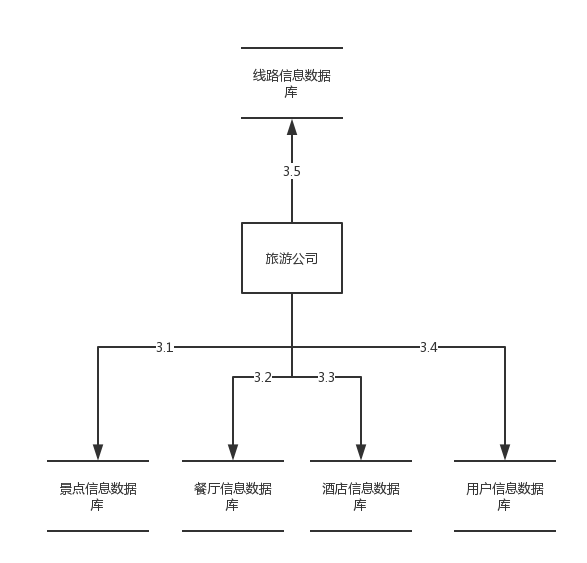 线路信息数据
库
3.5
旅游公司
3.1
3.4
3.2
3.3
景点信息数据
库
餐厅信息数据
库
酒店信息数据
库
用户信息数据
库